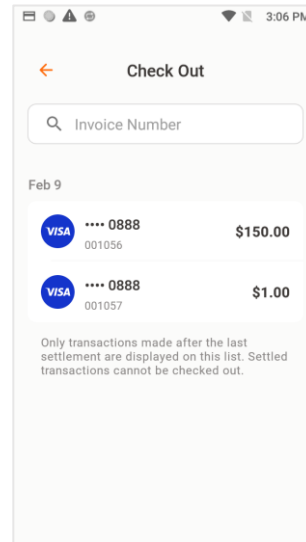 3:06 PM
Check Out
Invoice Number
Feb 9
VISA
•••• 0888
$150.00
001056
VISA
•••• 0888
$1.00
001057
Only transactions made after the last
settlement are displayed on this list. Settled
transactions cannot be checked out.